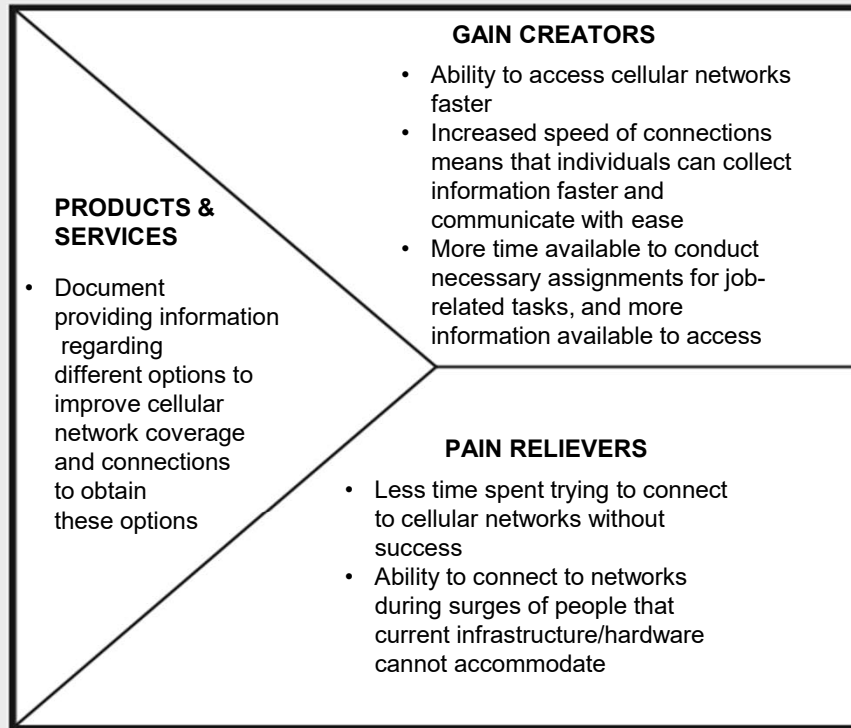 GAIN CREATORS
• Ability to access cellular networks
faster
• Increased speed of connections
means that individuals can collect
information faster and
communicate with ease
• More time available to conduct
necessary assignments for job-
related tasks, and more
information available to access
PRODUCTS &
SERVICES
• Document
providing information
regarding
different options to
improve cellular
network coverage
and connections
to obtain
these options
PAIN RELIEVERS
• Less time spent trying to connect
to cellular networks without
success
• Ability to connect to networks
during surges of people that
current infrastructure/hardware
cannot accommodate